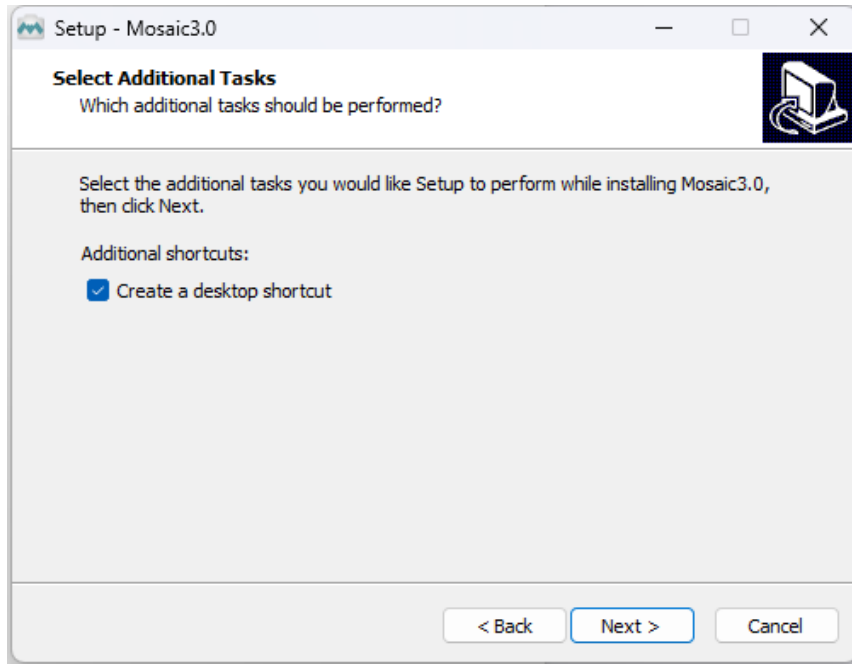 Setup - Mosaic3.0
Select Additional Tasks
Which additional tasks should be performed?
Select the additional tasks you would like Setup to perform while installing Mosaic3.0,
then click Next.
Additional shortcuts:
Create a desktop shortcut
< Back Next > Cancel